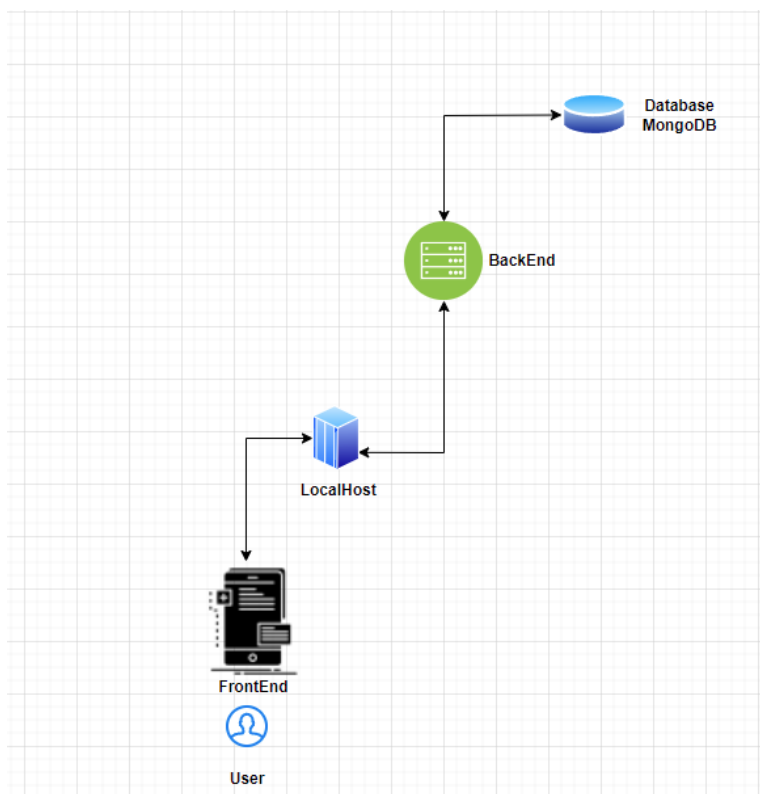 Database
MongoDB
BackEnd
LocalHost
FrontEnd
User